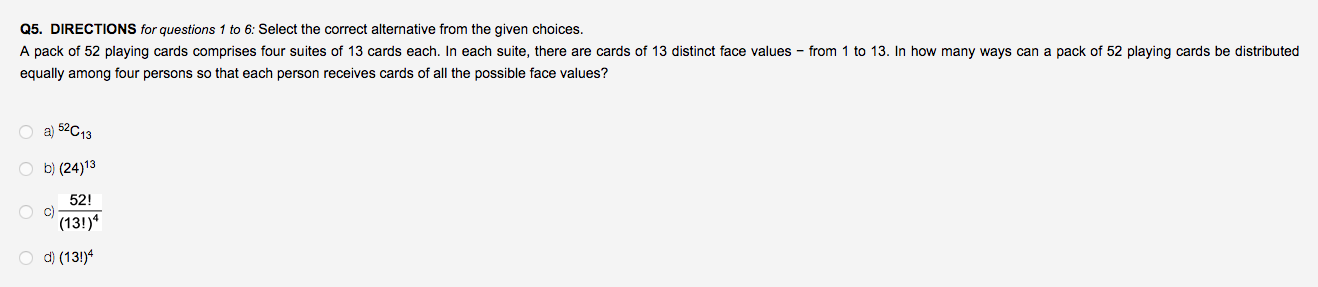 Q5. DIRECTIONS for questions 1 to 6: Select the correct alternative from the given choices.
A pack of 52 playing cards comprises four suites of 13 cards each. In each suite, there are cards of 13 distinct face values − from 1 to 13. In how many ways can a pack of 52 playing cards be distributed
equally among four persons so that each person receives cards of all the possible face values?
a) ⁵²C₁₃
b) (24)¹³
c) 52!/(13!)⁴
d) (13!)⁴